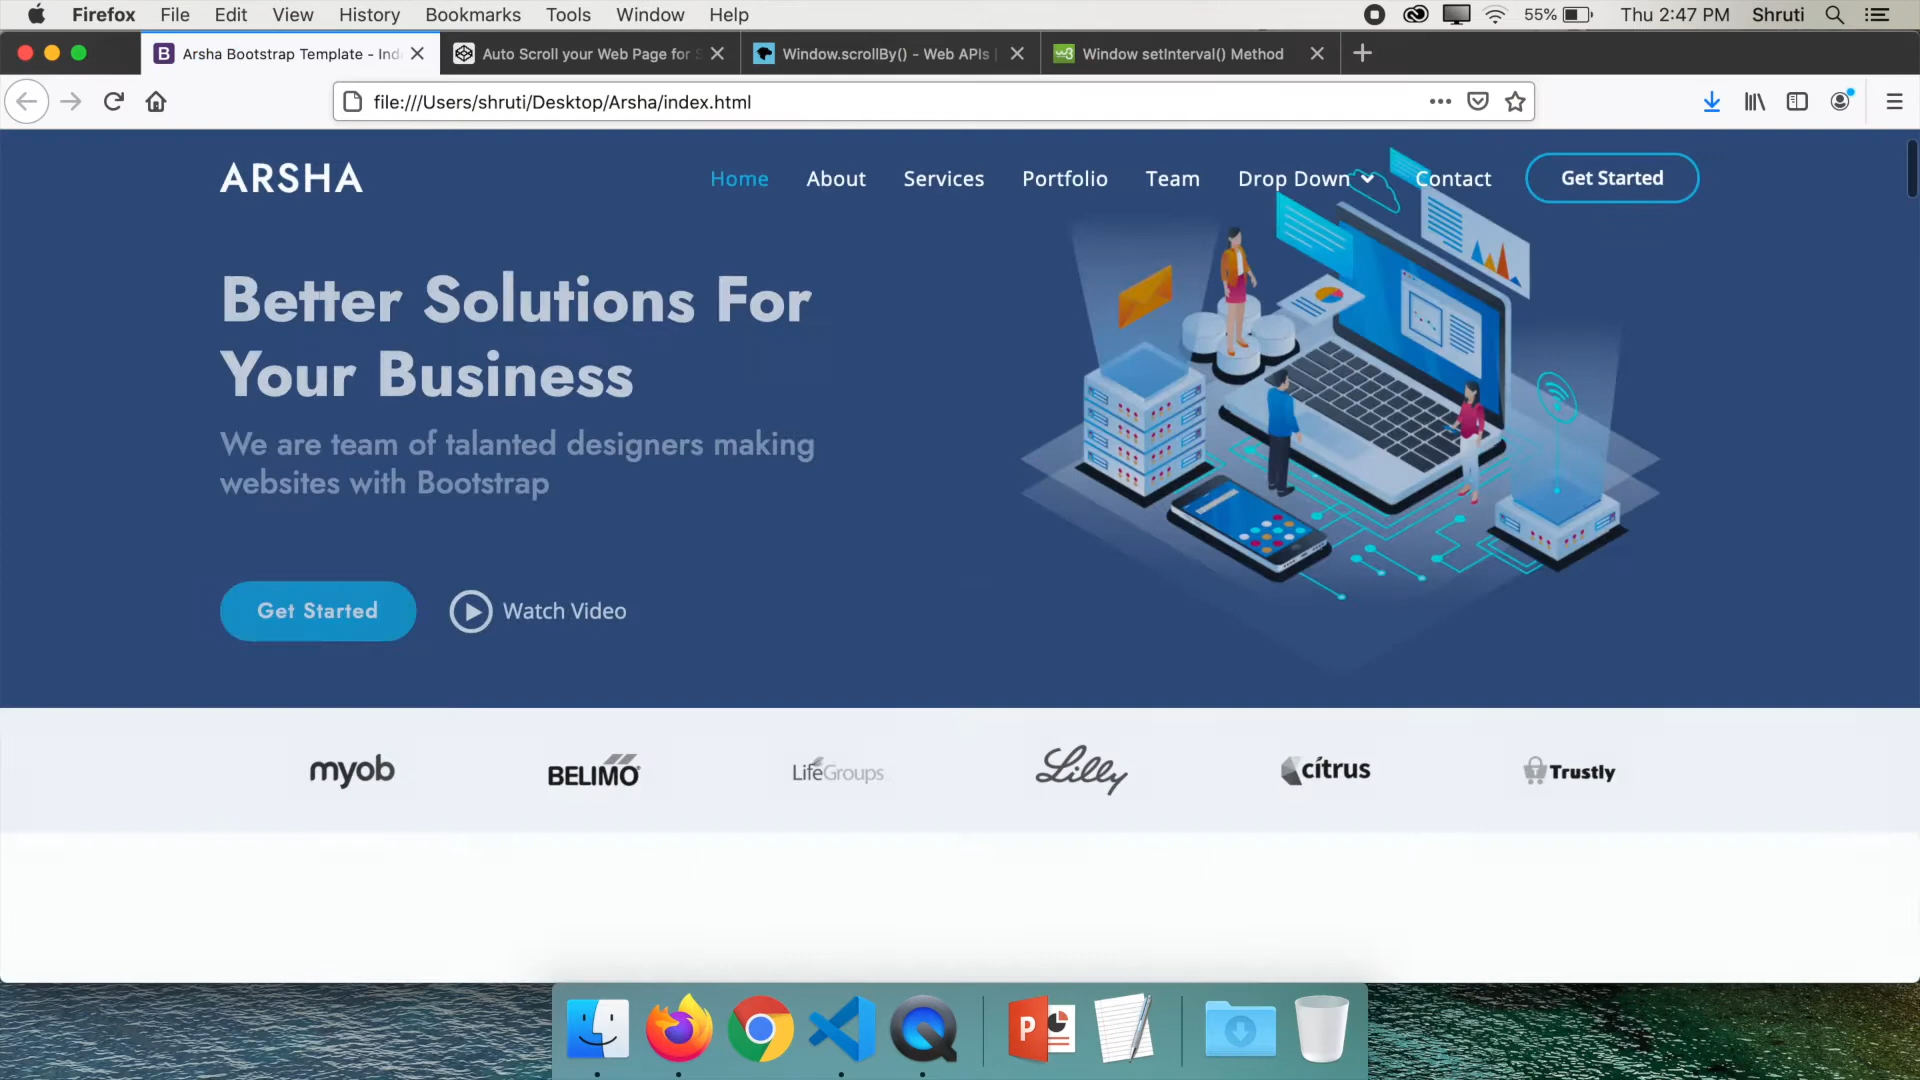 Firefox File Edit View History Bookmarks Tools Window Help 55% Thu 2:47 PM Shruti
Arsha Bootstrap Template - Ind Auto Scroll your Web Page for S Window.scrollBy() - Web APIs | Window setInterval() Method
file:///Users/shruti/Desktop/Arsha/index.html
ARSHA Home About Services Portfolio Team Drop Down Contact Get Started
Better Solutions For
Your Business
We are team of talanted designers making
websites with Bootstrap
Get Started Watch Video
myob BELIMO LifeGroups Lilly citrus Trustly